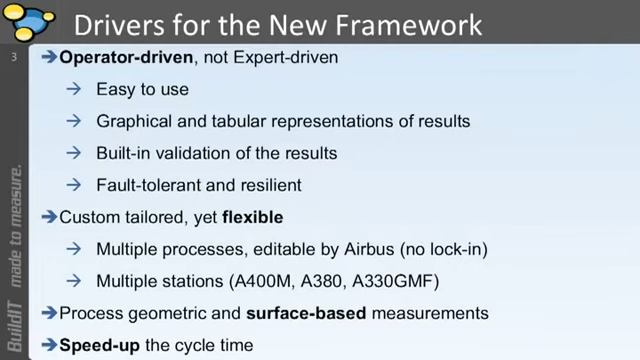 Drivers for the New Framework
3
Operator-driven, not Expert-driven
Easy to use
Graphical and tabular representations of results
Built-in validation of the results
Fault-tolerant and resilient
Custom tailored, yet flexible
Multiple processes, editable by Airbus (no lock-in)
Multiple stations (A400M, A380, A330GMF)
Process geometric and surface-based measurements
Speed-up the cycle time
BuildIT made to measure.